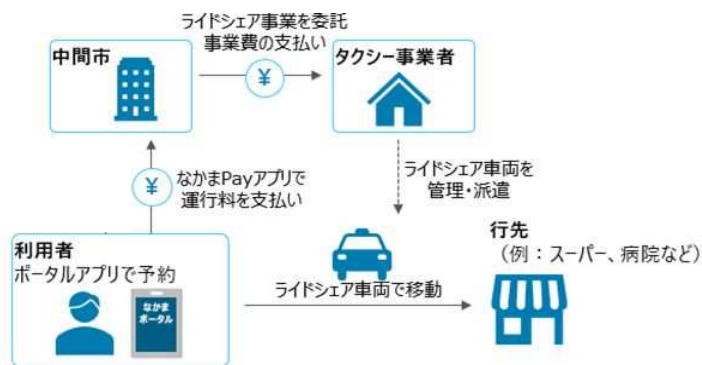 ライドシェア事業を委託
事業費の支払い
中間市
¥
タクシー事業者
なかまPayアプリで
運行料を支払い
¥
ライドシェア車両を
管理・派遣
利用者
ポータルアプリで予約
なかま
ポータル
ライドシェア車両で移動
行先
（例：スーパー、病院など）